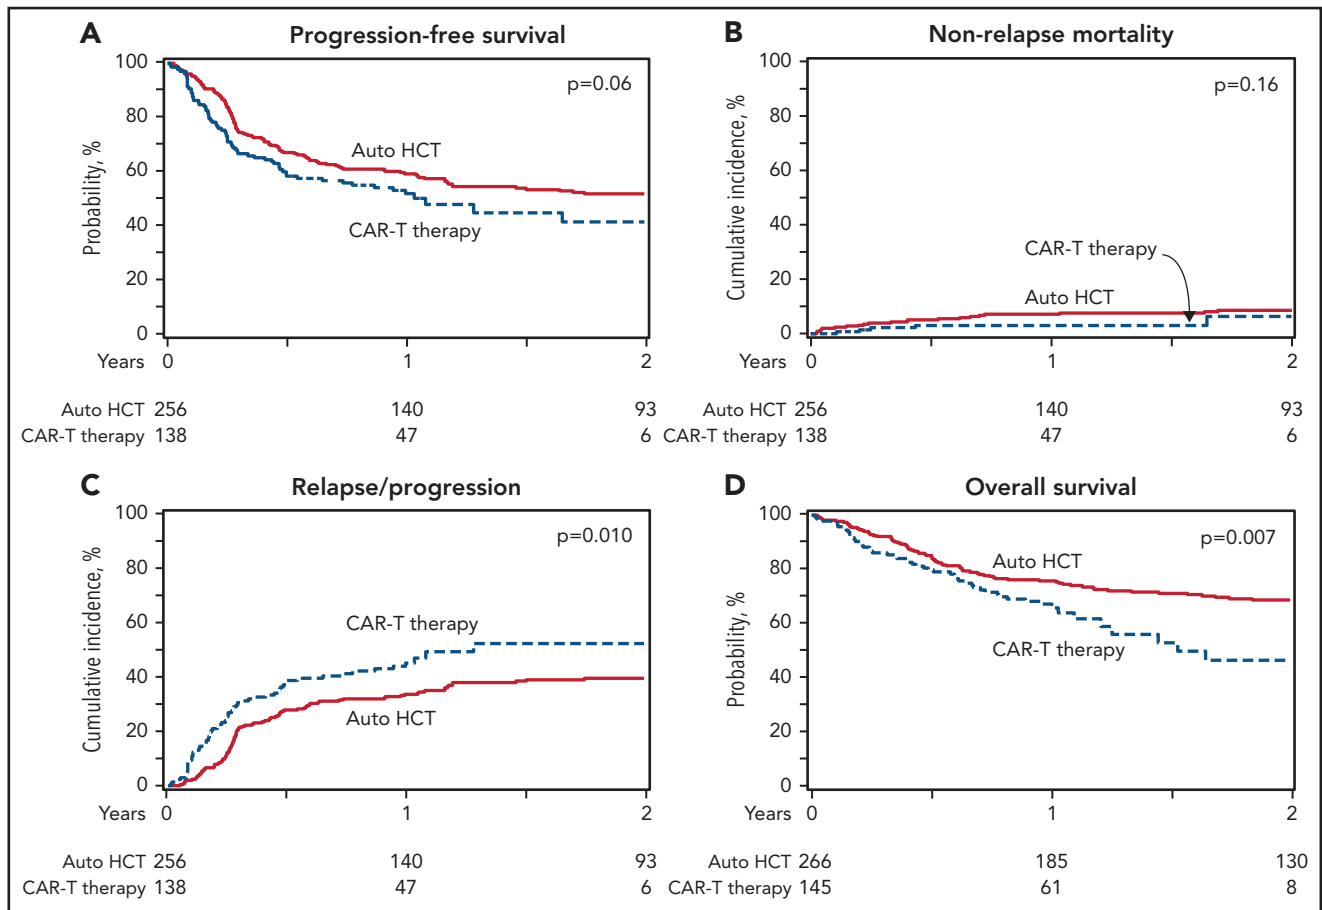 A Progression-free survival
p=0.06
Probability, %
100
80
60
40
20
0
Auto HCT
CAR-T therapy
Years 0 1 2
Auto HCT 256 140 93
CAR-T therapy 138 47 6
B Non-relapse mortality
p=0.16
Cumulative incidence, %
100
80
60
40
20
0
CAR-T therapy
Auto HCT
Years 0 1 2
Auto HCT 256 140 93
CAR-T therapy 138 47 6
C Relapse/progression
p=0.010
Cumulative incidence, %
100
80
60
40
20
0
CAR-T therapy
Auto HCT
Years 0 1 2
Auto HCT 256 140 93
CAR-T therapy 138 47 6
D Overall survival
p=0.007
Probability, %
100
80
60
40
20
0
Auto HCT
CAR-T therapy
Years 0 1 2
Auto HCT 266 185 130
CAR-T therapy 145 61 8